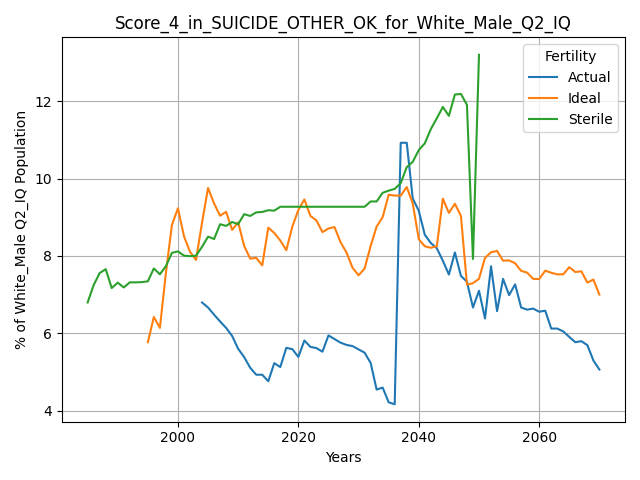 Score_4_in_SUICIDE_OTHER_OK_for_White_Male_Q2_IQ
% of White_Male Q2_IQ Population
12
10
8
6
4
Fertility
Actual
Ideal
Sterile
2000 2020 2040 2060
Years